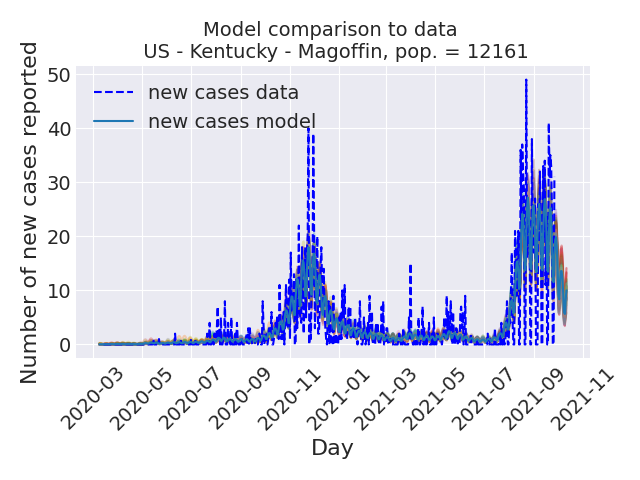 Model comparison to data
US - Kentucky - Magoffin, pop. = 12161
Number of new cases reported
50
40
30
20
10
0
new cases data
new cases model
2020-03
2020-05
2020-07
2020-09
2020-11
2021-01
2021-03
2021-05
2021-07
2021-09
2021-11
Day